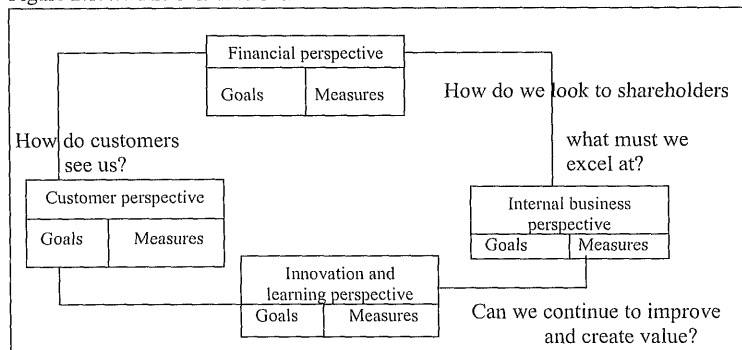 Financial perspective
Goals Measures
How do we look to shareholders
How do customers
see us?
what must we
excel at?
Customer perspective
Goals Measures
Internal business
perspective
Goals Measures
Innovation and
learning perspective
Goals Measures
Can we continue to improve
and create value?